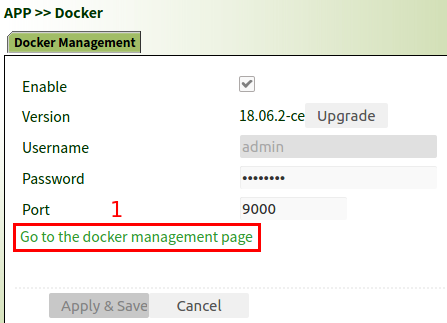 APP >> Docker
Docker Management
Enable
Version 18.06.2-ce Upgrade
Username admin
Password ••••••••
Port 1 9000
Go to the docker management page
Apply & Save Cancel